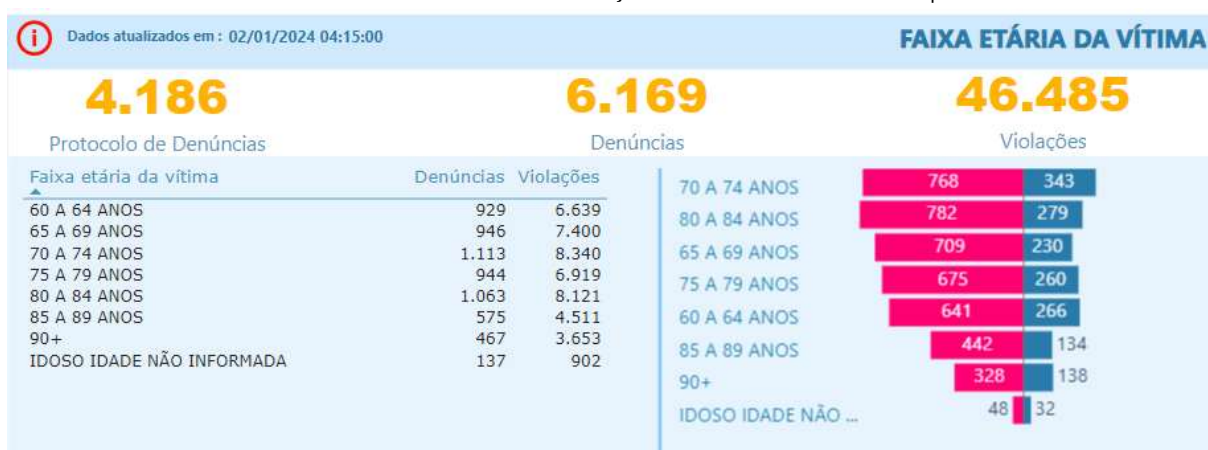 Dados atualizados em : 02/01/2024 04:15:00
FAIXA ETÁRIA DA VÍTIMA
4.186
6.169
46.485
Protocolo de Denúncias
Denúncias
Violações
Faixa etária da vítima Denúncias Violações
60 A 64 ANOS 929 6.639
65 A 69 ANOS 946 7.400
70 A 74 ANOS 1.113 8.340
75 A 79 ANOS 944 6.919
80 A 84 ANOS 1.063 8.121
85 A 89 ANOS 575 4.511
90+ 467 3.653
IDOSO IDADE NÃO INFORMADA 137 902
70 A 74 ANOS 768 343
80 A 84 ANOS 782 279
65 A 69 ANOS 709 230
75 A 79 ANOS 675 260
60 A 64 ANOS 641 266
85 A 89 ANOS 442 134
90+ 328 138
IDOSO IDADE NÃO ... 48 32